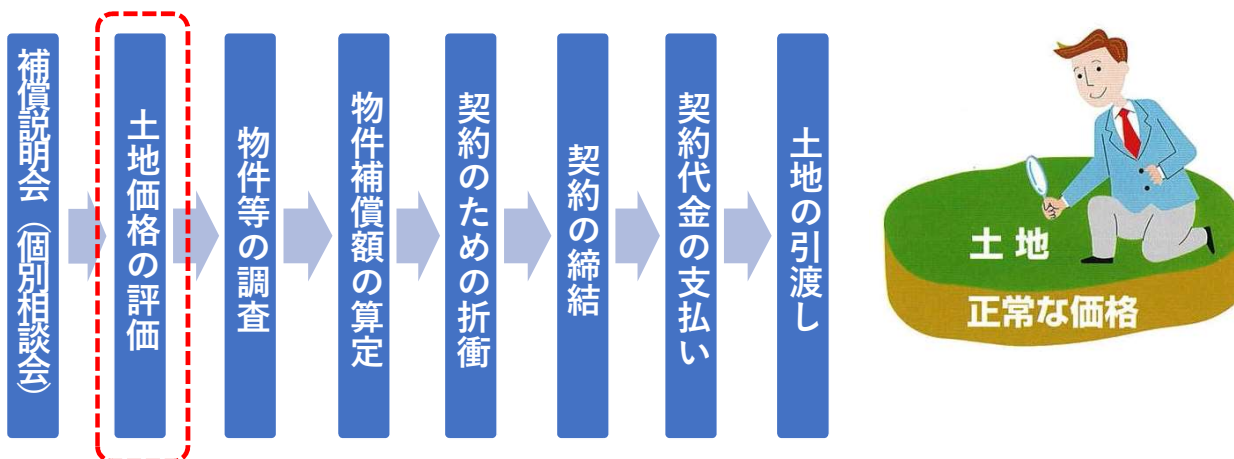 補償説明会（個別相談会）
土地価格の評価
物件等の調査
物件補償額の算定
契約のための折衝
契約の締結
契約代金の支払い
土地の引渡し
土地
正常な価格